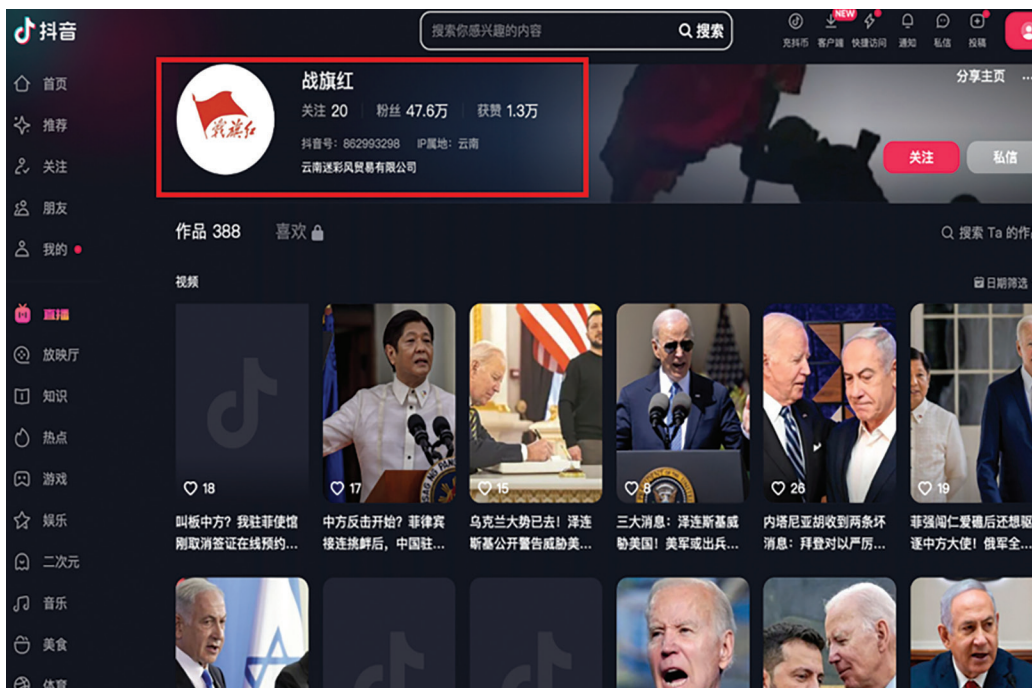 抖音
搜索你感兴趣的内容
搜索
充抖币
NEW
客户端
快捷访问
通知
私信
投稿
首页
推荐
关注
朋友
我的
直播
放映厅
知识
热点
游戏
娱乐
二次元
音乐
美食
体育
战旗红
战旗红
关注 20 粉丝 47.6万 获赞 1.3万
抖音号：862993298 IP属地：云南
云南迷彩风贸易有限公司
分享主页 ...
关注
私信
作品 388 喜欢
搜索 Ta 的作
视频
日期筛选
18
叫板中方？我驻菲使馆
刚取消签证在线预约...
17
中方反击开始？菲律宾
接连挑衅后，中国驻...
15
乌克兰大势已去！泽连
斯基公开警告威胁美...
8
三大消息：泽连斯基威
胁美国！美军或出兵...
26
内塔尼亚胡收到两条坏
消息：拜登对以严厉...
19
菲强闯仁爱礁后还想驱
逐中方大使！俄军全...